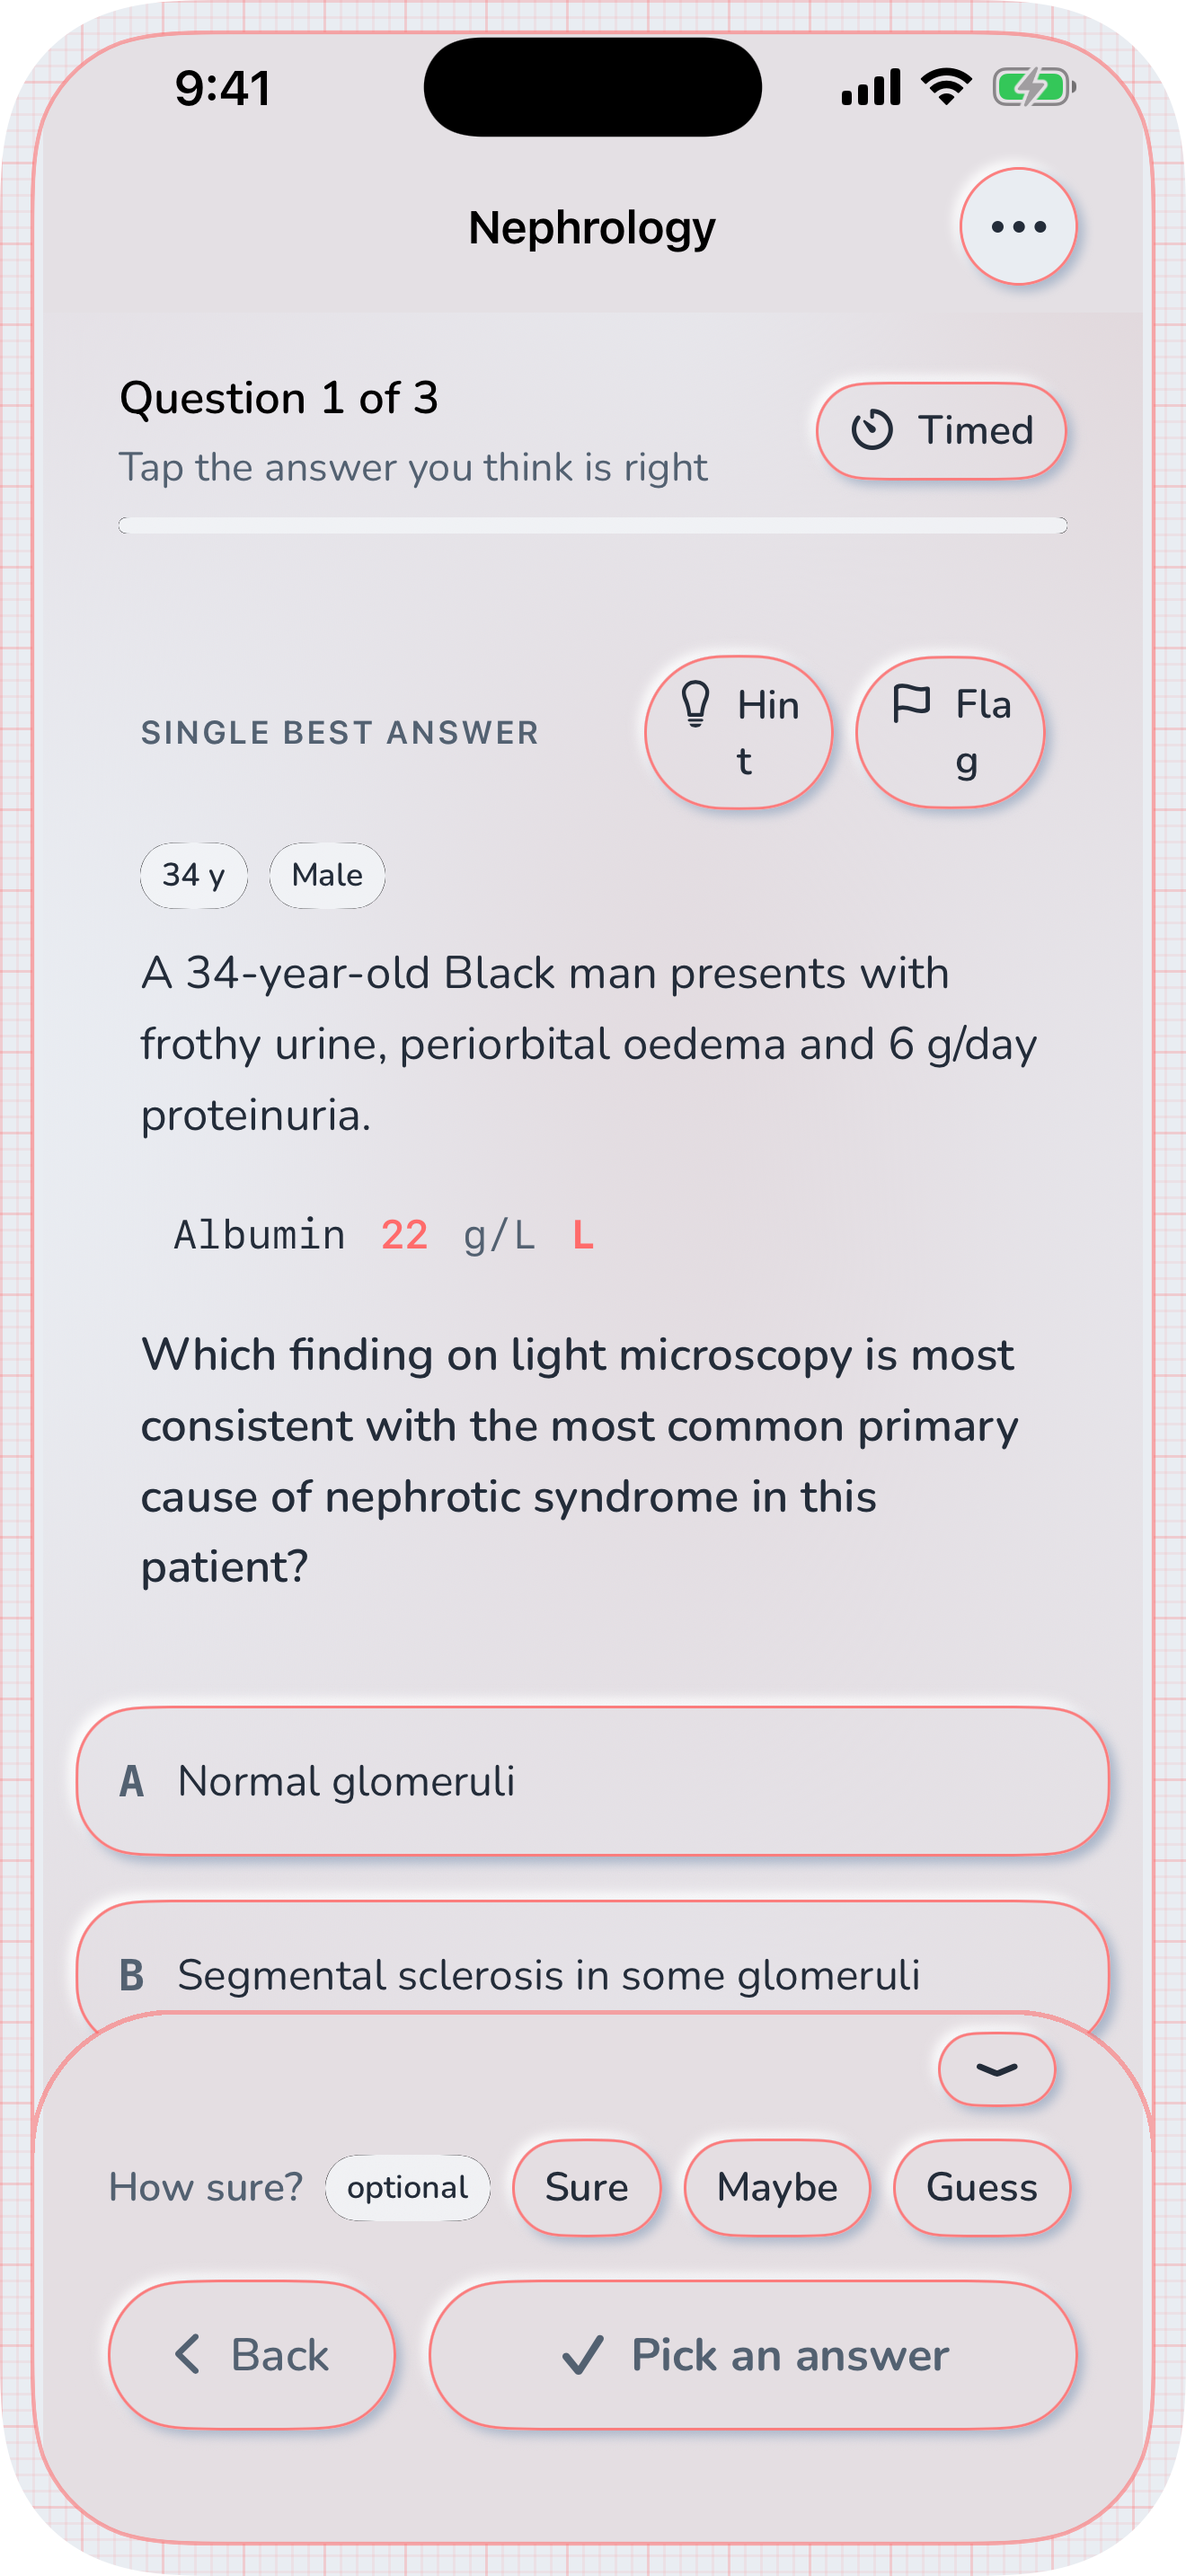 9:41
Nephrology
Question 1 of 3
Timed
Tap the answer you think is right
SINGLE BEST ANSWER
Hin
t
Fla
g
34 y
Male
A 34-year-old Black man presents with
frothy urine, periorbital oedema and 6 g/day
proteinuria.
Albumin 22 g/L L
Which finding on light microscopy is most
consistent with the most common primary
cause of nephrotic syndrome in this
patient?
A Normal glomeruli
B Segmental sclerosis in some glomeruli
How sure? optional Sure Maybe Guess
Back
Pick an answer